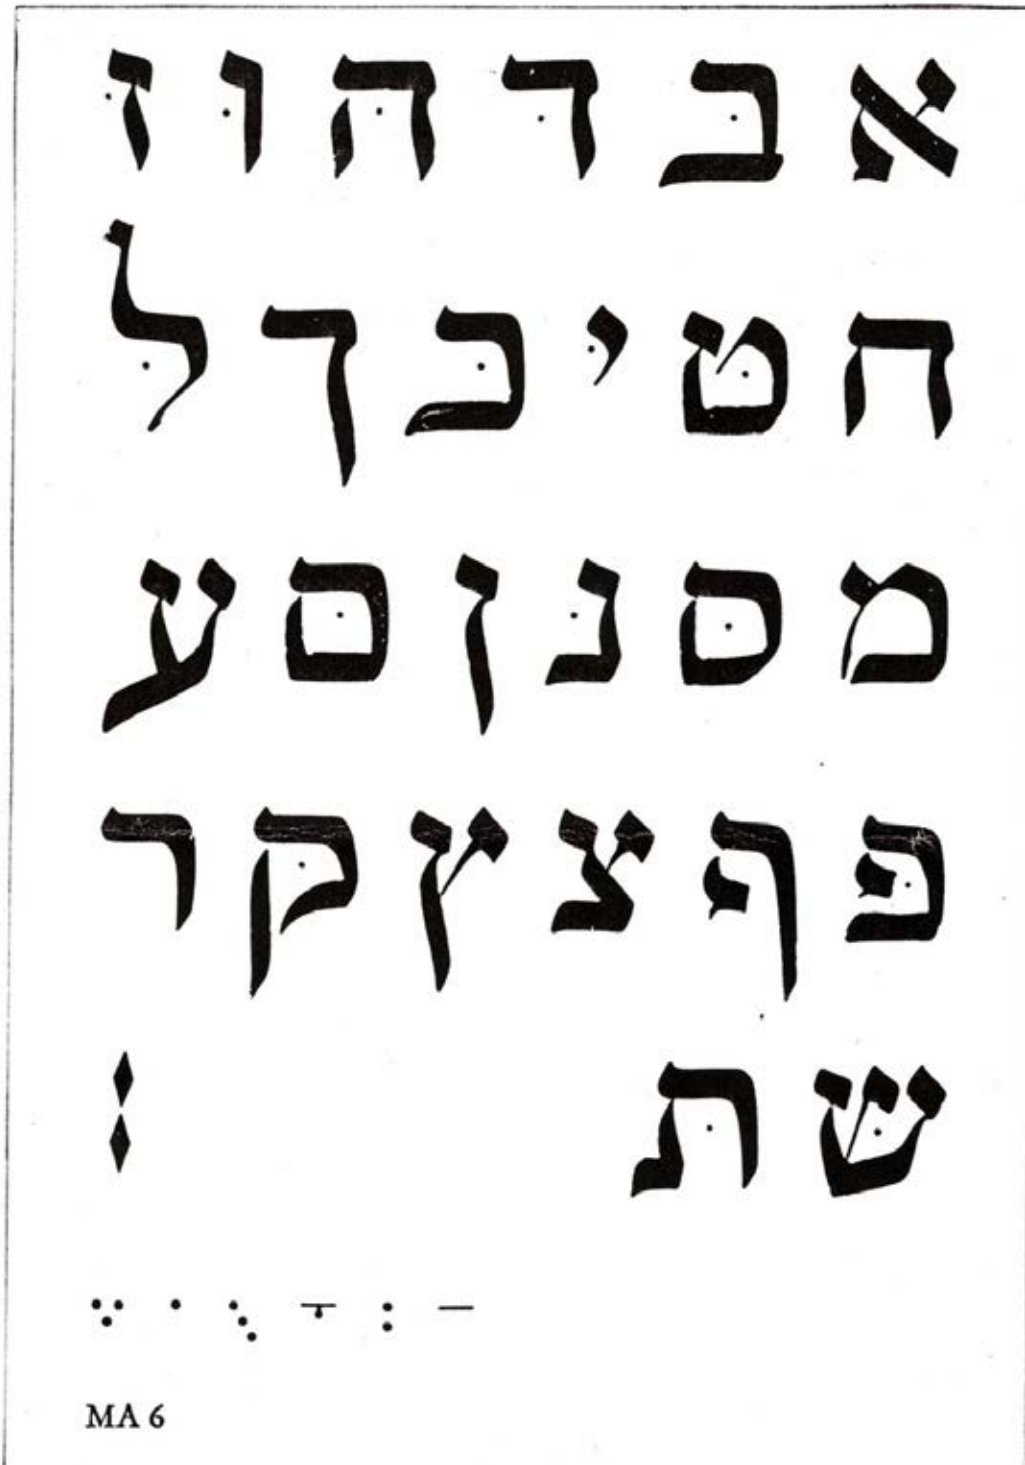 א בּ דּ הּ וּ זּ
ח טּ יּ כּ ך לּ
מ סּ נּ ן םּ ע
פּ ף צ ץ קּ ר
שּ תּ ׃
ַ ְ ָ ֻ ִ ֶ
MA 6